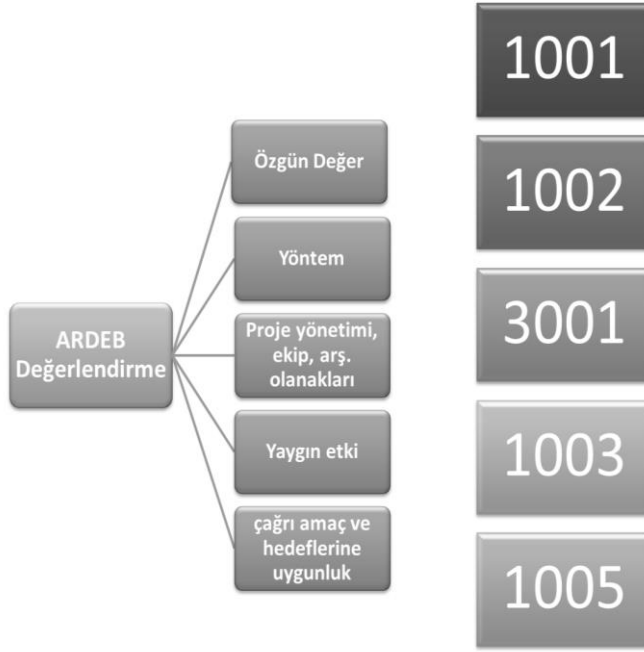 ARDEB
Değerlendirme
Özgün Değer
Yöntem
Proje yönetimi,
ekip, arş.
olanakları
Yaygın etki
çağrı amaç ve
hedeflerine
uygunluk
1001
1002
3001
1003
1005